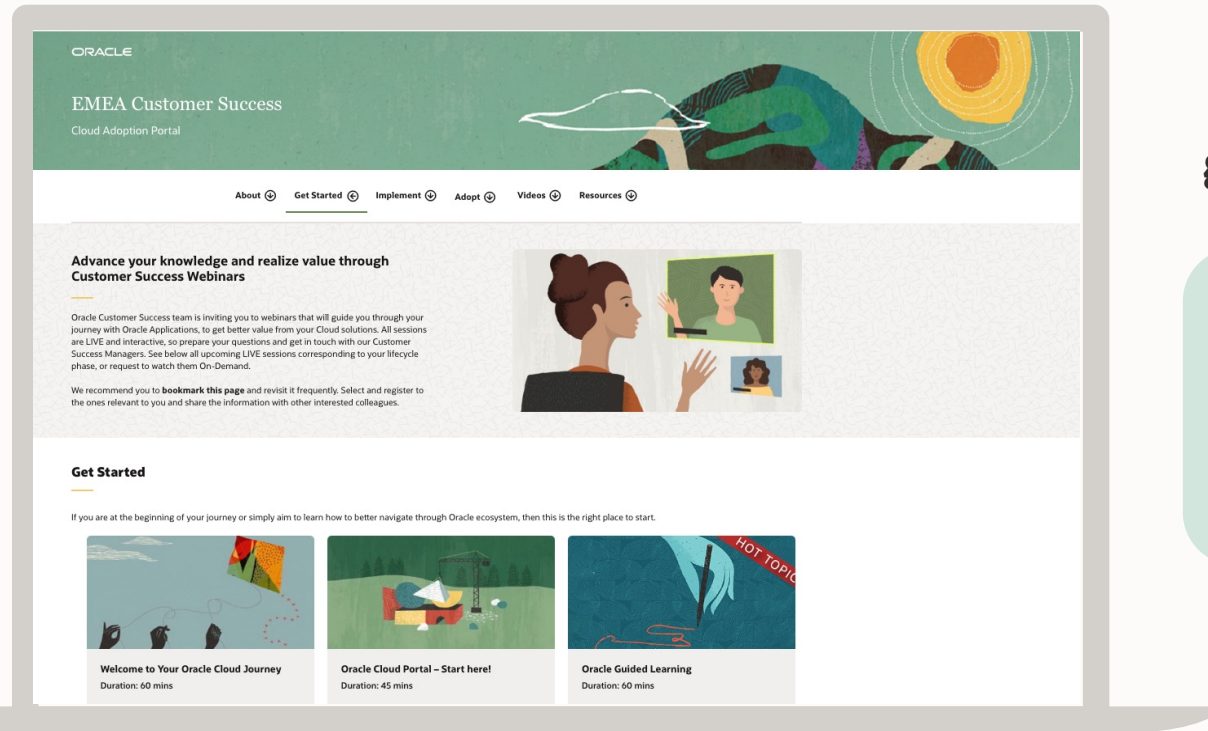 ORACLE
EMEA Customer Success
Cloud Adoption Portal
About Get Started Implement Adopt Videos Resources
Advance your knowledge and realize value through
Customer Success Webinars
Oracle Customer Success team is inviting you to webinars that will guide you through your
journey with Oracle Applications, to get better value from your Cloud solutions. All sessions
are LIVE and interactive, so prepare your questions and get in touch with our Customer
Success Managers. See below all upcoming LIVE sessions corresponding to your lifecycle
phase, or request to watch them On-Demand.
We recommend you to bookmark this page and revisit it frequently. Select and register to
the ones relevant to you and share the information with other interested colleagues.
Get Started
If you are at the beginning of your journey or simply aim to learn how to better navigate through Oracle ecosystem, then this is the right place to start.
HOT TOPIC
Welcome to Your Oracle Cloud Journey
Duration: 60 mins
Oracle Cloud Portal – Start here!
Duration: 45 mins
Oracle Guided Learning
Duration: 60 mins